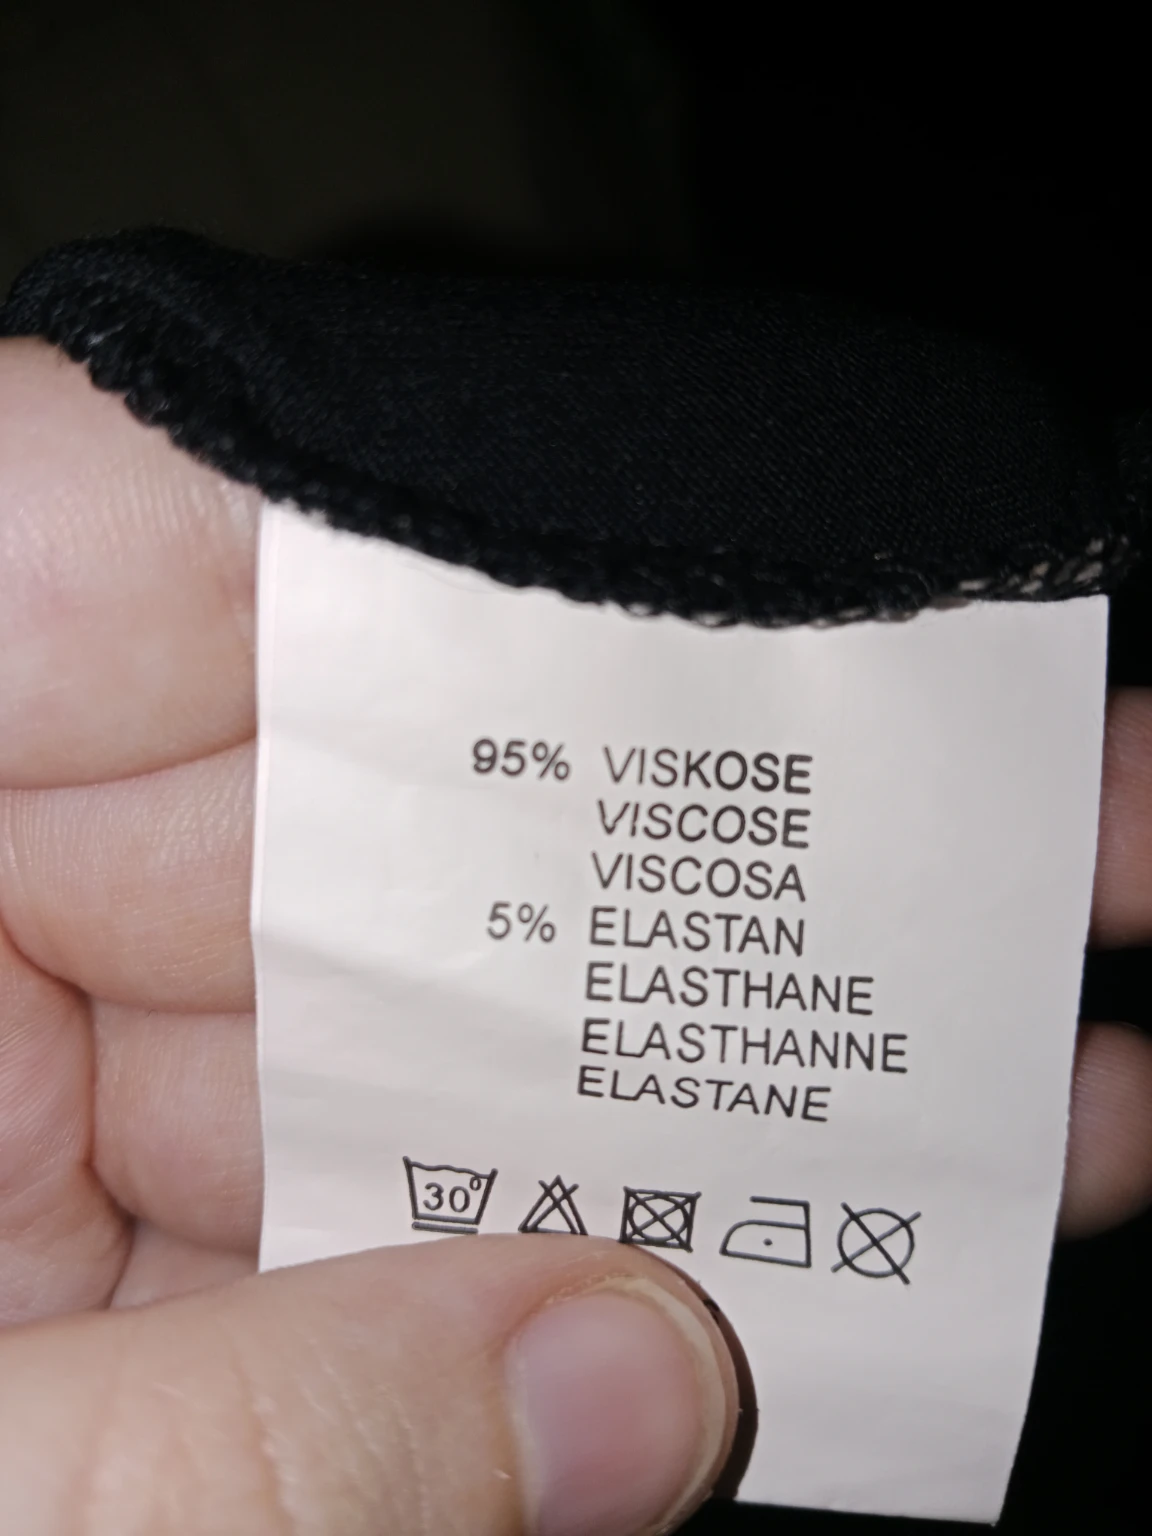 95% VISKOSE
VISCOSE
VISCOSA
5% ELASTAN
ELASTHANE
ELASTHANNE
ELASTANE
30°